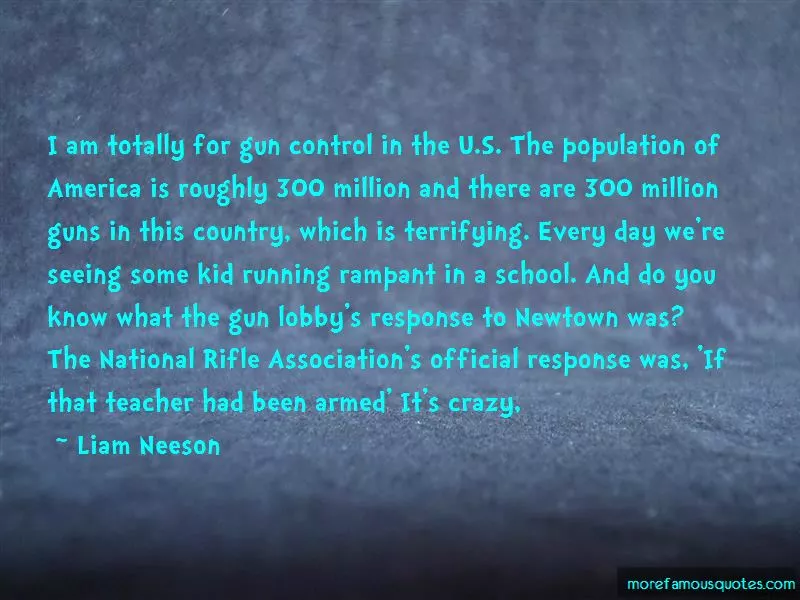 I am totally for gun control in the U.S. The population of
America is roughly 300 million and there are 300 million
guns in this country, which is terrifying. Every day we're
seeing some kid running rampant in a school. And do you
know what the gun lobby's response to Newtown was?
The National Rifle Association's official response was, 'If
that teacher had been armed' It's crazy,
~ Liam Neeson
morefamousquotes.com